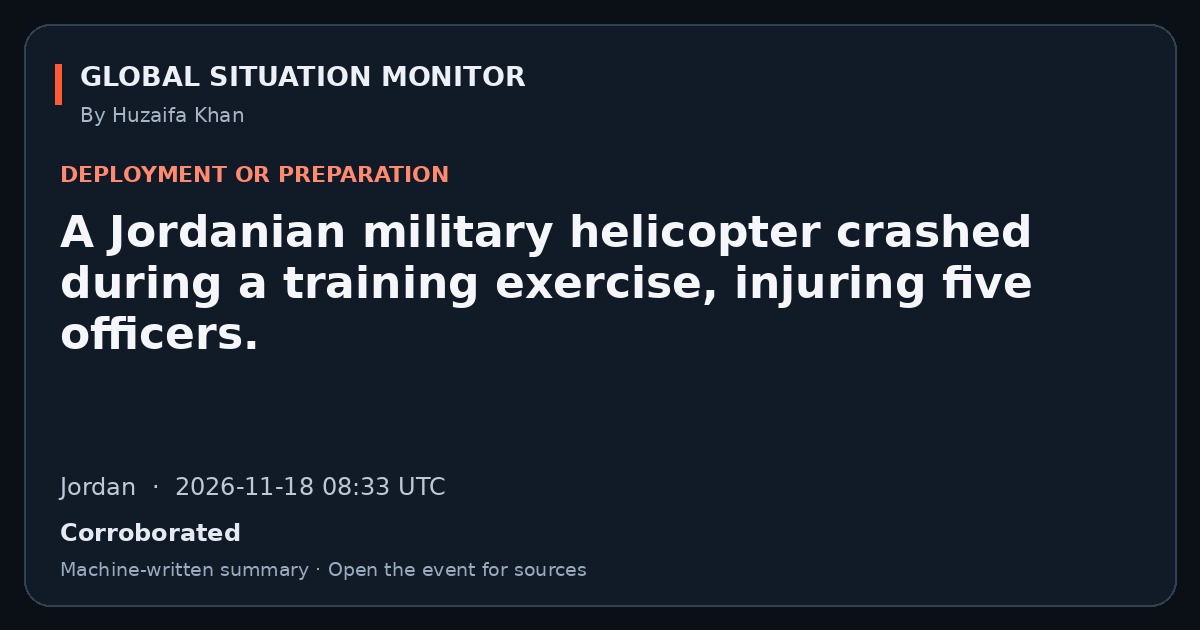 GLOBAL SITUATION MONITOR
By Huzaifa Khan
DEPLOYMENT OR PREPARATION
A Jordanian military helicopter crashed
during a training exercise, injuring five
officers.
Jordan · 2026-11-18 08:33 UTC
Corroborated
Machine-written summary · Open the event for sources